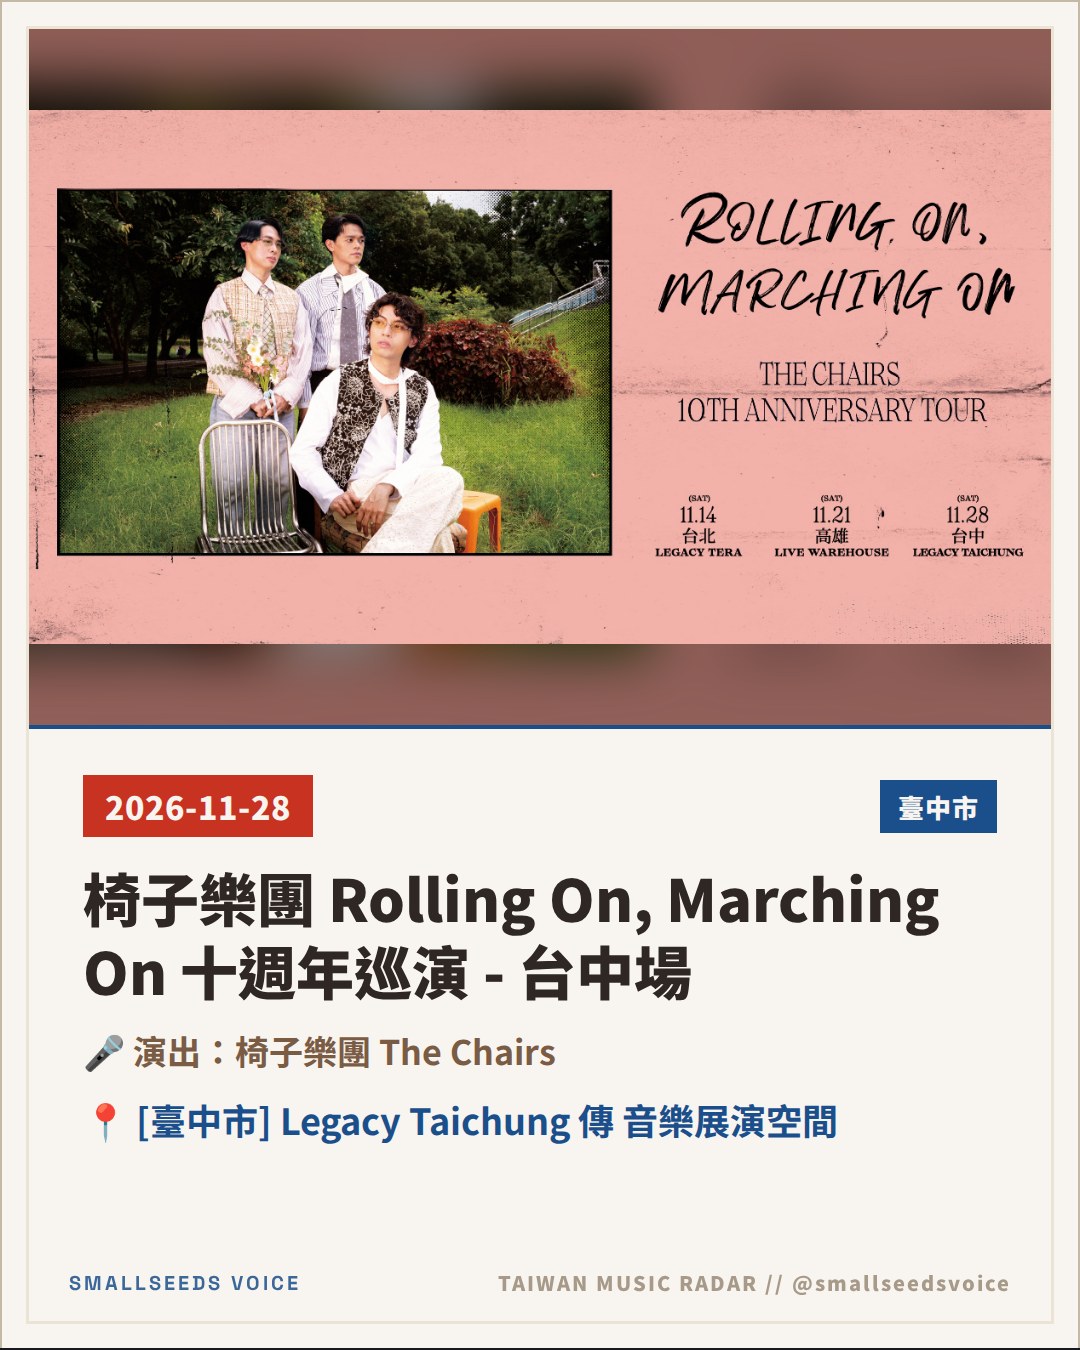 ROLLING ON,
MARCHING ON
THE CHAIRS
10TH ANNIVERSARY TOUR
(SAT)
11.14
台北
LEGACY TERA
(SAT)
11.21
高雄
LIVE WAREHOUSE
(SAT)
11.28
台中
LEGACY TAICHUNG
2026-11-28
臺中市
椅子樂團 Rolling On, Marching
On 十週年巡演 - 台中場
🎤 演出：椅子樂團 The Chairs
📍 [臺中市] Legacy Taichung 傳 音樂展演空間
SMALLSEEDS VOICE
TAIWAN MUSIC RADAR // @smallseedsvoice